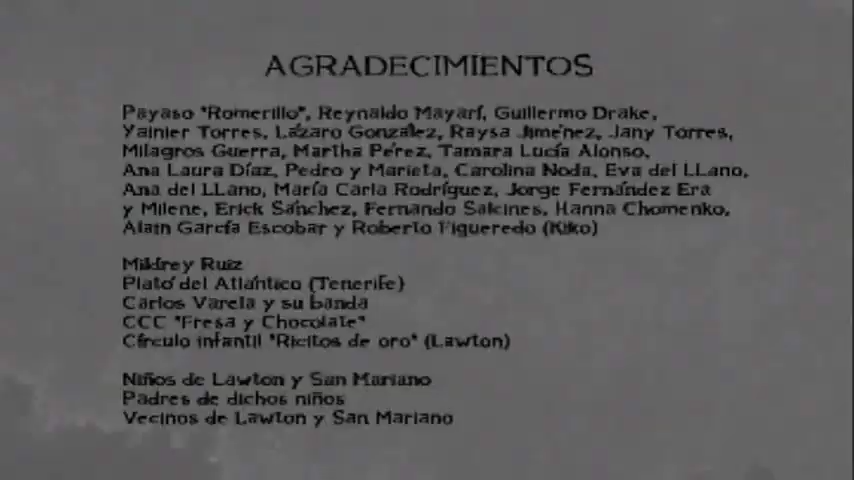 AGRADECIMIENTOS
Payaso "Romerillo", Reynaldo Mayarí, Guillermo Drake,
Yainier Torres, Lázaro González, Raysa Jiménez, Jany Torres,
Milagros Guerra, Martha Pérez, Tamara Lucía Alonso,
Ana Laura Díaz, Pedro y Marieta, Carolina Noda, Eva del LLano,
Ana del LLano, María Carla Rodríguez, Jorge Fernández Era
y Milene, Erick Sánchez, Fernando Salcines, Hanna Chomenko,
Alain García Escobar y Roberto Figueredo (Kiko)
Mildrey Ruiz
Plató del Atlántico (Tenerife)
Carlos Varela y su banda
CCC "Fresa y Chocolate"
Círculo infantil "Ricitos de oro" (Lawton)
Niños de Lawton y San Mariano
Padres de dichos niños
Vecinos de Lawton y San Mariano